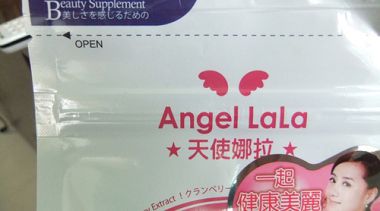 Beauty Supplement
美しさを感じるための
OPEN
Angel LaLa
★ 天使娜拉 ★
一起
健康美麗
Extract ! クランベリー